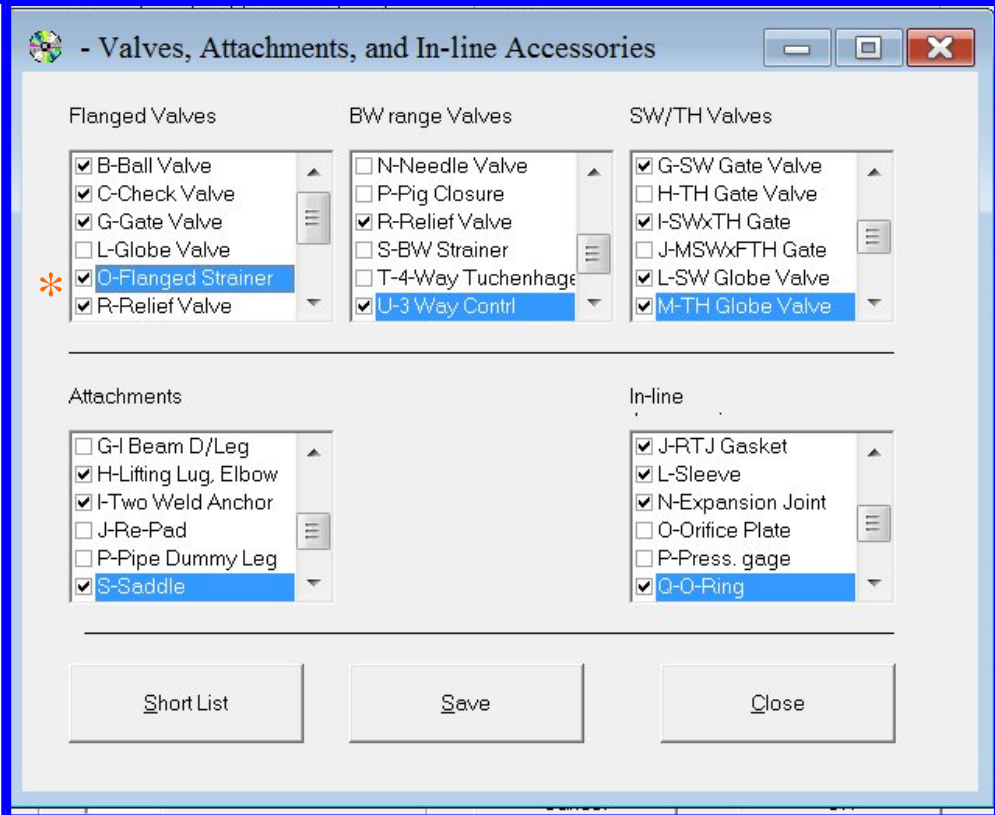 - Valves, Attachments, and In-line Accessories
Flanged Valves
B-Ball Valve
C-Check Valve
G-Gate Valve
L-Globe Valve
* O-Flanged Strainer
R-Relief Valve
BW range Valves
N-Needle Valve
P-Pig Closure
R-Relief Valve
S-BW Strainer
T-4-Way Tuchenhage
U-3 Way Contrl
SW/TH Valves
G-SW Gate Valve
H-TH Gate Valve
I-SWxTH Gate
J-MSWxFTH Gate
L-SW Globe Valve
M-TH Globe Valve
Attachments
G-I Beam D/Leg
H-Lifting Lug, Elbow
I-Two Weld Anchor
J-Re-Pad
P-Pipe Dummy Leg
S-Saddle
In-line
J-RTJ Gasket
L-Sleeve
N-Expansion Joint
O-Orifice Plate
P-Press. gage
Q-O-Ring
Short List
Save
Close